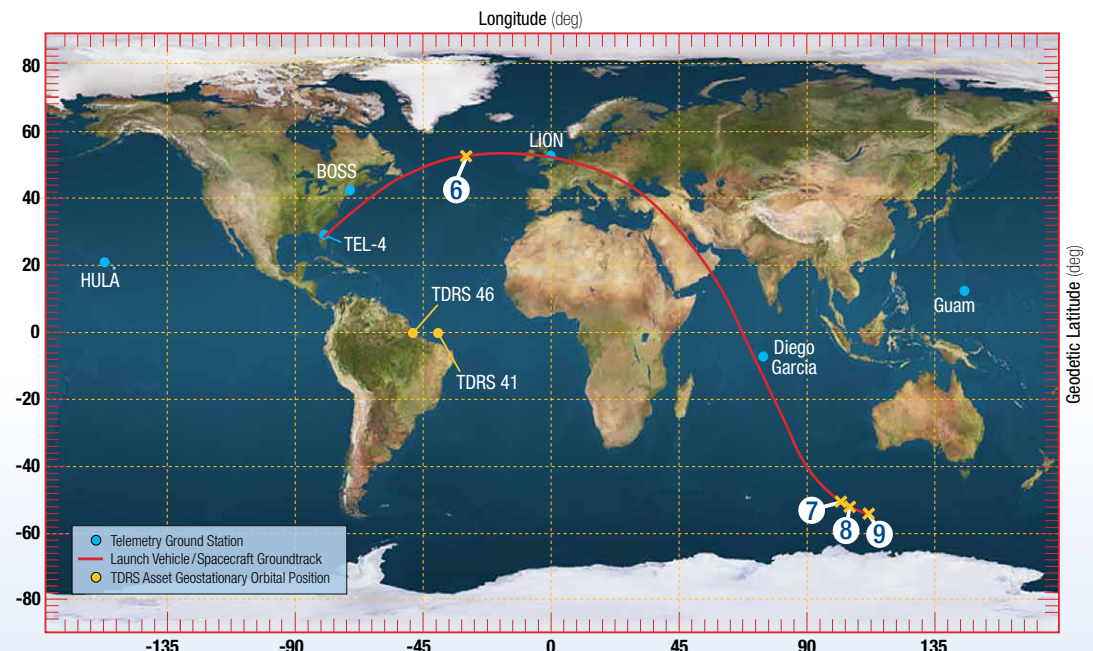 Longitude (deg)
80
60
40
20
0
-20
-40
-60
-80
LION
BOSS
6
TEL-4
HULA
TDRS 46
Guam
Diego
Garcia
TDRS 41
7
8
9
Telemetry Ground Station
Launch Vehicle/Spacecraft Groundtrack
TDRS Asset Geostationary Orbital Position
-135
-90
-45
0
45
90
135
Geodetic Latitude (deg)